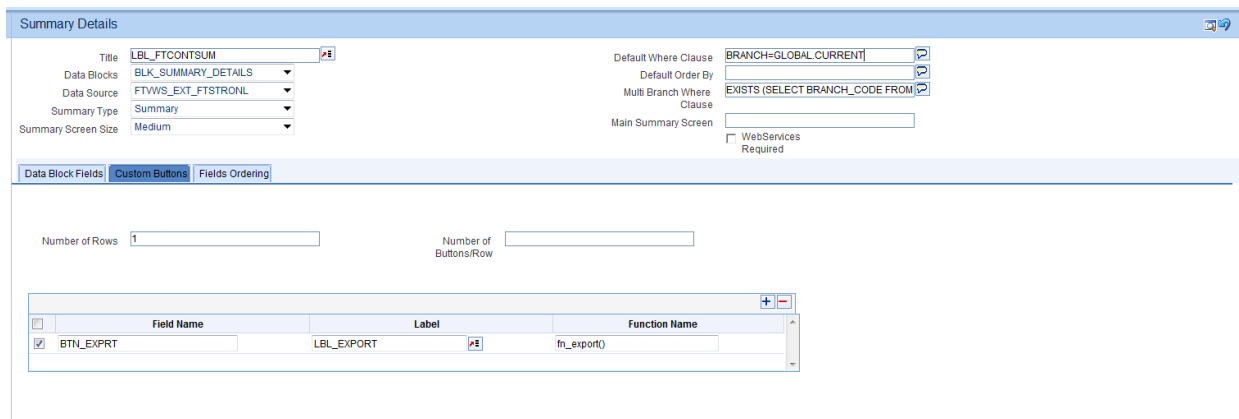 Summary Details
Title LBL_FTCONTSUM
Data Blocks BLK_SUMMARY_DETAILS
Data Source FTVWS_EXT_FTSTRONL
Summary Type Summary
Summary Screen Size Medium
Default Where Clause BRANCH=GLOBAL.CURRENT
Default Order By
Multi Branch Where
Clause EXISTS (SELECT BRANCH_CODE FROM
Main Summary Screen
WebServices
Required
Data Block Fields Custom Buttons Fields Ordering
Number of Rows 1
Number of
Buttons/Row
Field Name Label Function Name
BTN_EXPRT LBL_EXPORT fn_export()